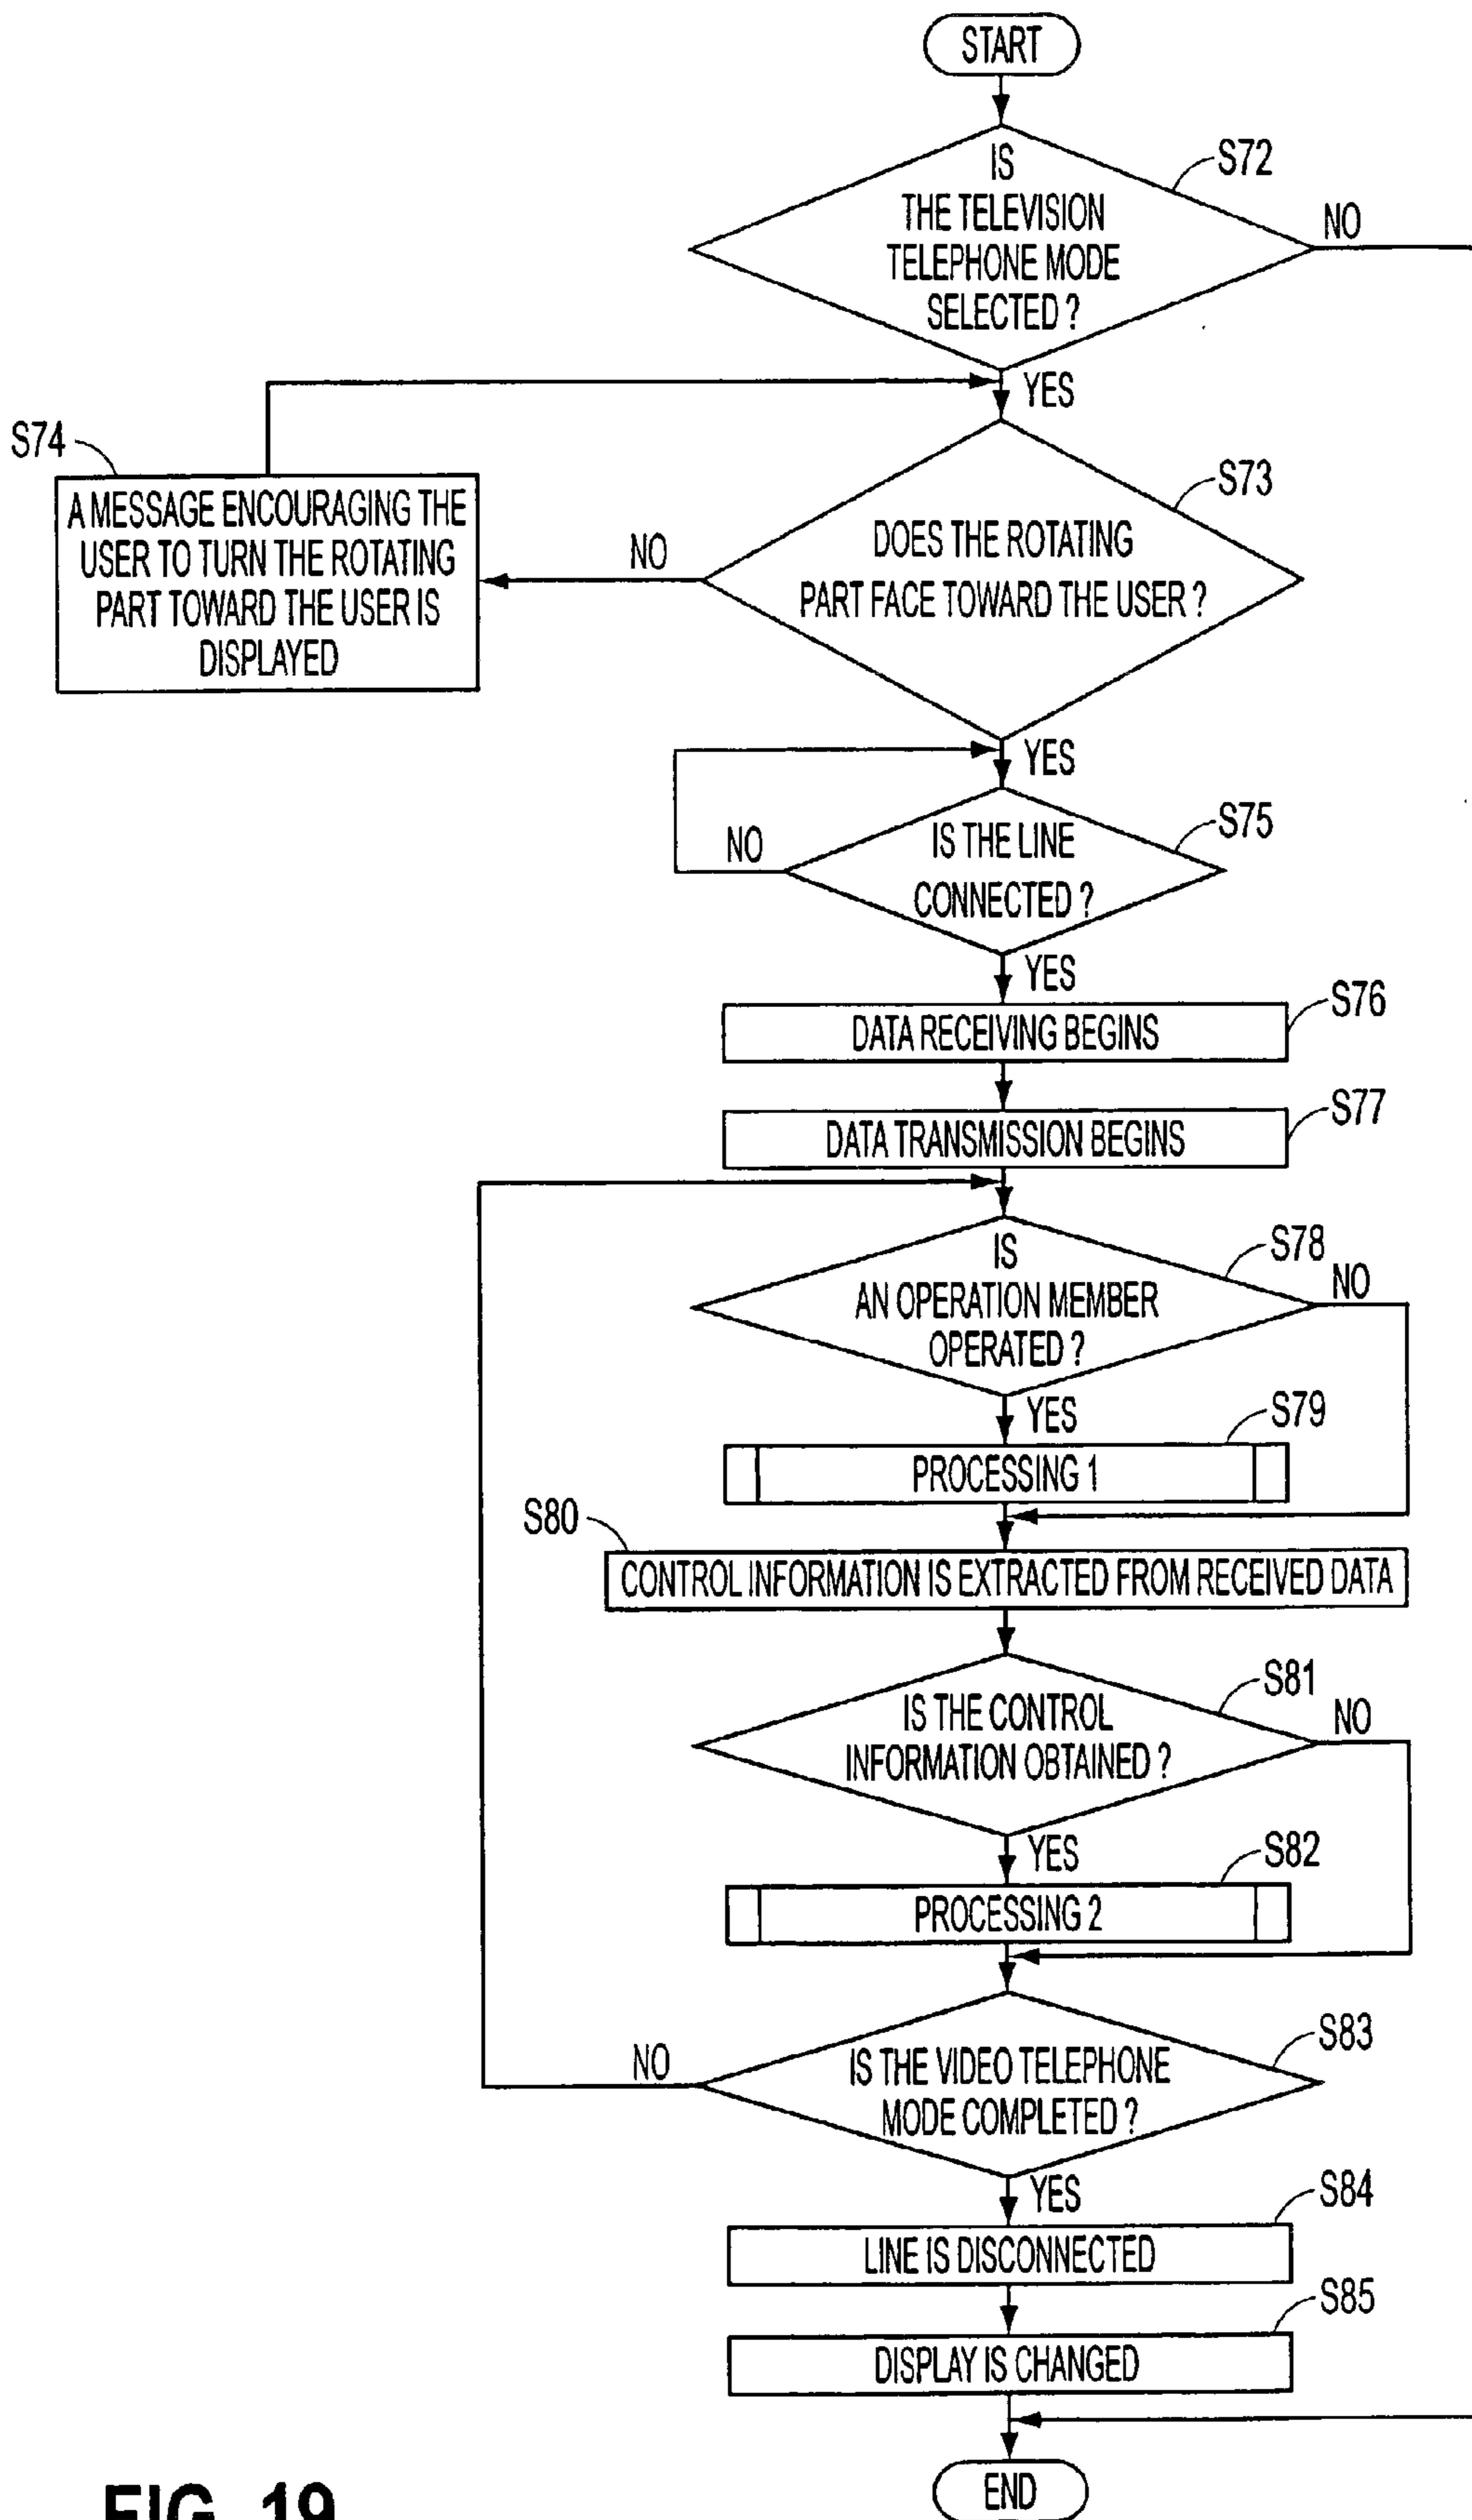 START
IS
THE TELEVISION
TELEPHONE MODE
SELECTED ?
S72
NO
YES
S74
A MESSAGE ENCOURAGING THE
USER TO TURN THE ROTATING
PART TOWARD THE USER IS
DISPLAYED
NO
DOES THE ROTATING
PART FACE TOWARD THE USER ?
S73
YES
NO
IS THE LINE
CONNECTED ?
S75
YES
DATA RECEIVING BEGINS
S76
DATA TRANSMISSION BEGINS
S77
IS
AN OPERATION MEMBER
OPERATED ?
S78
NO
YES
S79
PROCESSING 1
S80
CONTROL INFORMATION IS EXTRACTED FROM RECEIVED DATA
IS THE CONTROL
INFORMATION OBTAINED ?
S81
NO
YES
S82
PROCESSING 2
NO
IS THE VIDEO TELEPHONE
MODE COMPLETED ?
S83
YES
S84
LINE IS DISCONNECTED
S85
DISPLAY IS CHANGED
END
FIG. 19